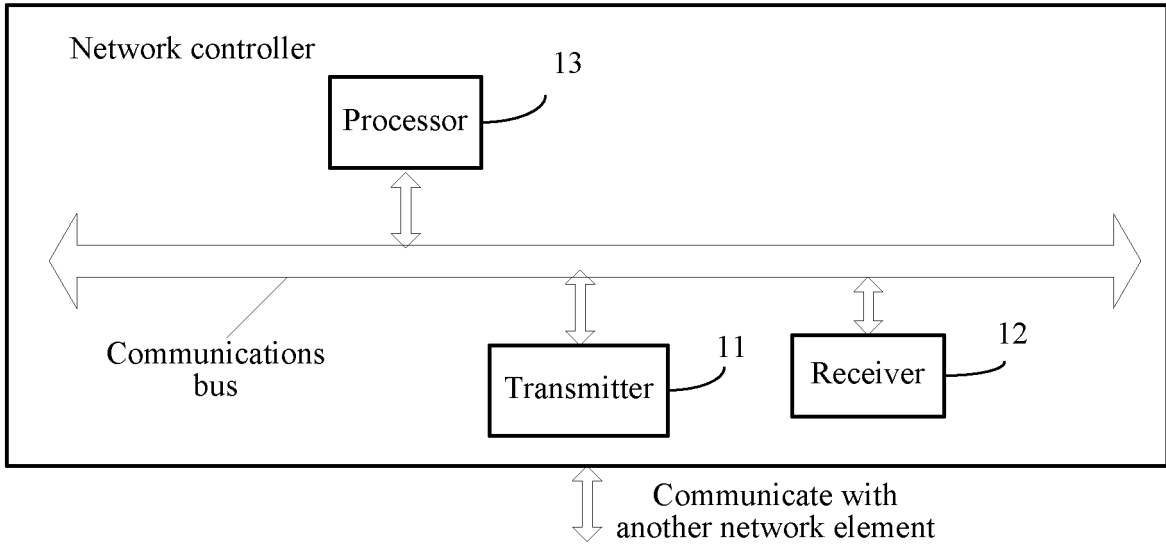 Network controller
13
Processor
Communications
bus
11
Transmitter
12
Receiver
Communicate with
another network element